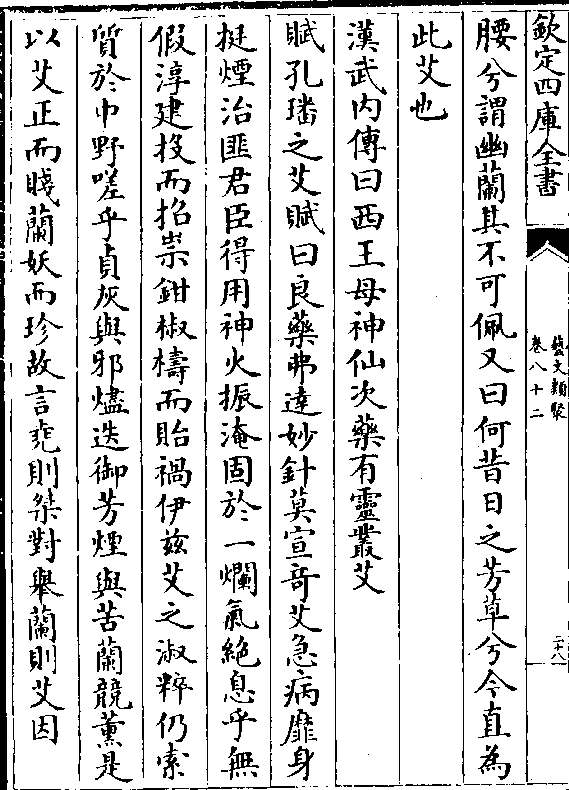 欽定四庫全書
藝文類聚
卷八十二
二十八
腰兮謂幽蘭其不可佩又曰何昔日之芳草兮今直為
此艾也
漢武內傳曰西王母神仙次藥有靈叢艾
賦孔璠之艾賦曰良藥弗達妙針莫宣奇艾急病靡身
挺煙治匪君臣得用神火振淹固於一爛氣絶息乎無
假淳建投而招祟鉗椒檮而貽禍伊兹艾之淑粹仍索
質於中野嗟乎貞灰與邪燼迭御芳煙與苦蘭競薰是
以艾正而賤蘭妖而珍故言堯則桀對舉蘭則艾因